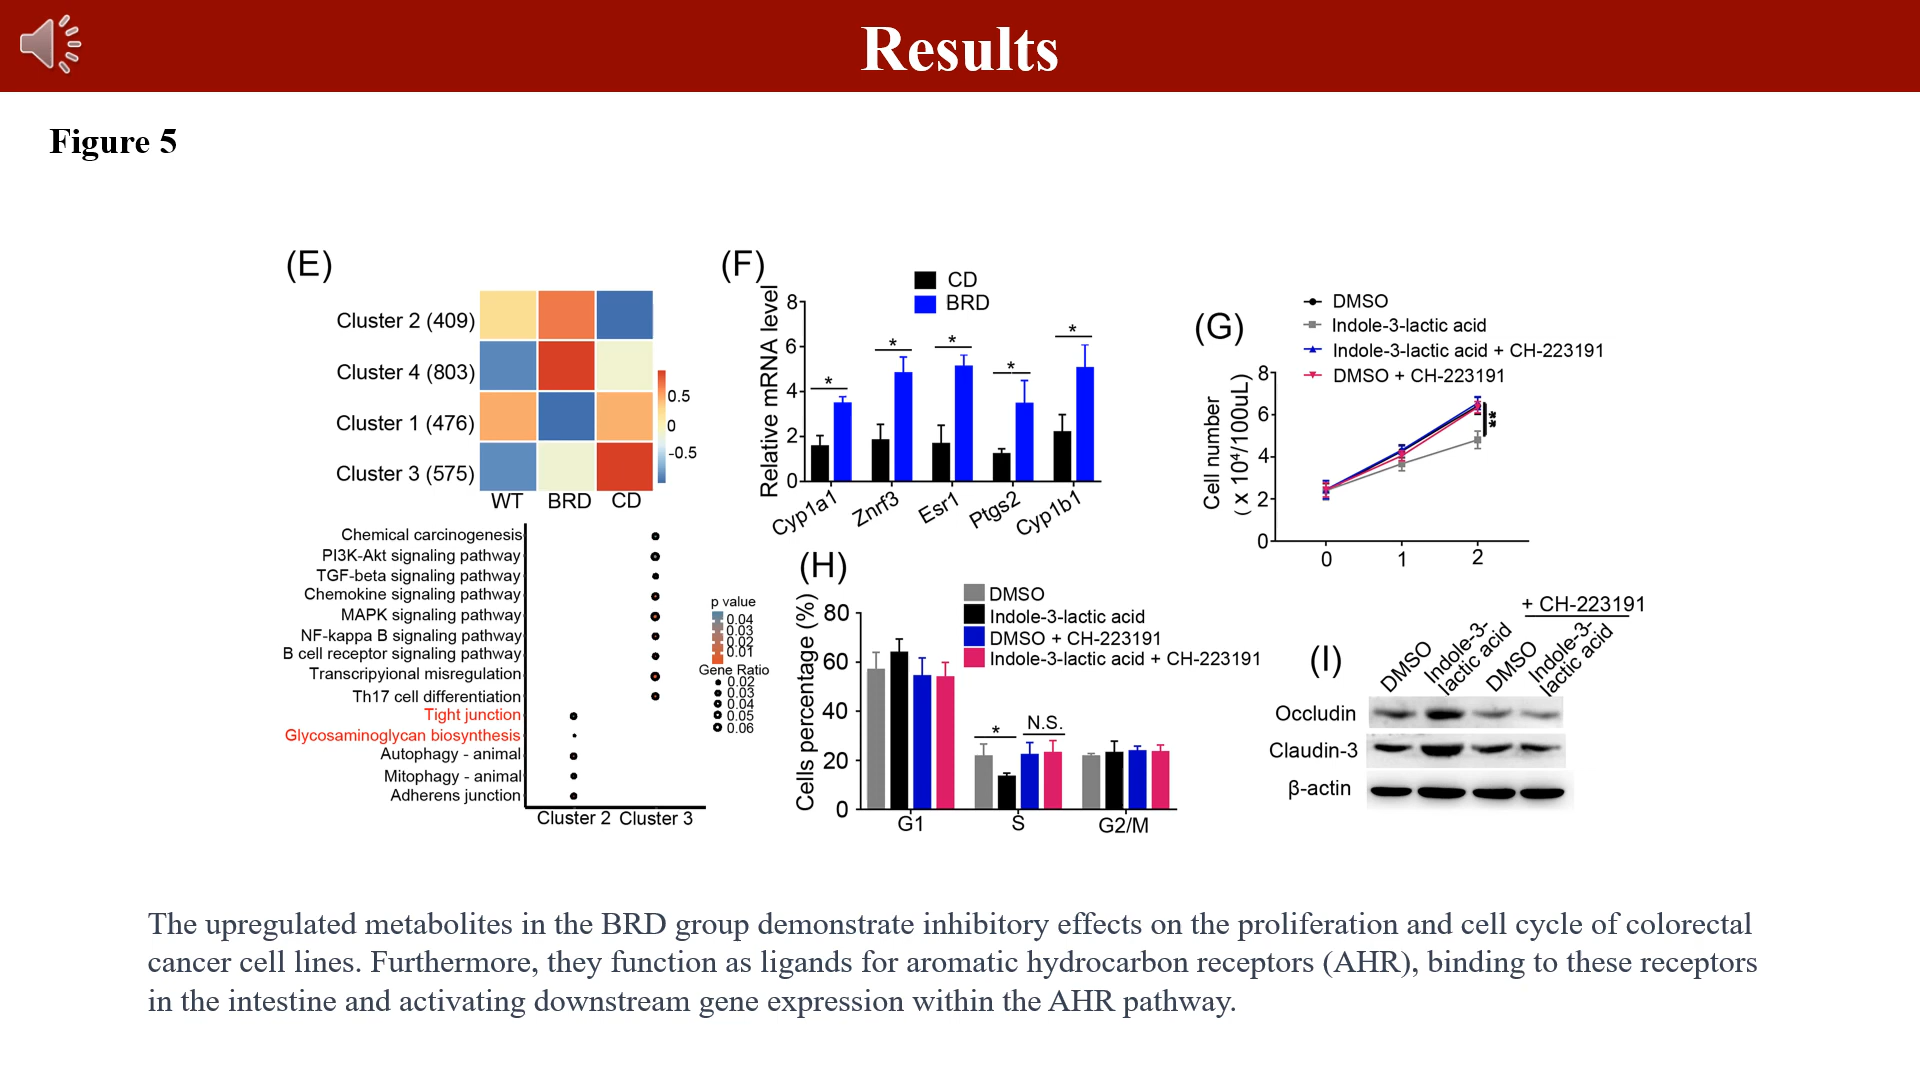 Results
Figure 5
(E)
Cluster 2 (409)
Cluster 4 (803)
Cluster 1 (476)
Cluster 3 (575)
WT BRD CD
0.5
0
-0.5
Chemical carcinogenesis
PI3K-Akt signaling pathway
TGF-beta signaling pathway
Chemokine signaling pathway
MAPK signaling pathway
NF-kappa B signaling pathway
B cell receptor signaling pathway
Transcripyional misregulation
Th17 cell differentiation
Tight junction
Glycosaminoglycan biosynthesis
Autophagy - animal
Mitophagy - animal
Adherens junction
Cluster 2 Cluster 3
p value
0.04
0.03
0.02
0.01
Gene Ratio
0.02
0.03
0.04
0.05
0.06
(F)
CD
BRD
Relative mRNA level
8
6
4
2
0
* * * * *
Cyp1a1 Znrf3 Esr1 Ptgs2 Cyp1b1
(G)
DMSO
Indole-3-lactic acid
Indole-3-lactic acid + CH-223191
DMSO + CH-223191
Cell number
( x 10⁴/100uL)
8
6
4
2
0
**
0 1 2
(H)
DMSO
Indole-3-lactic acid
DMSO + CH-223191
Indole-3-lactic acid + CH-223191
Cells percentage (%)
80
60
40
20
0
* N.S.
G1 S G2/M
(I)
+ CH-223191
DMSO
Indole-3-
lactic acid
DMSO
Indole-3-
lactic acid
Occludin
Claudin-3
β-actin
The upregulated metabolites in the BRD group demonstrate inhibitory effects on the proliferation and cell cycle of colorectal
cancer cell lines. Furthermore, they function as ligands for aromatic hydrocarbon receptors (AHR), binding to these receptors
in the intestine and activating downstream gene expression within the AHR pathway.